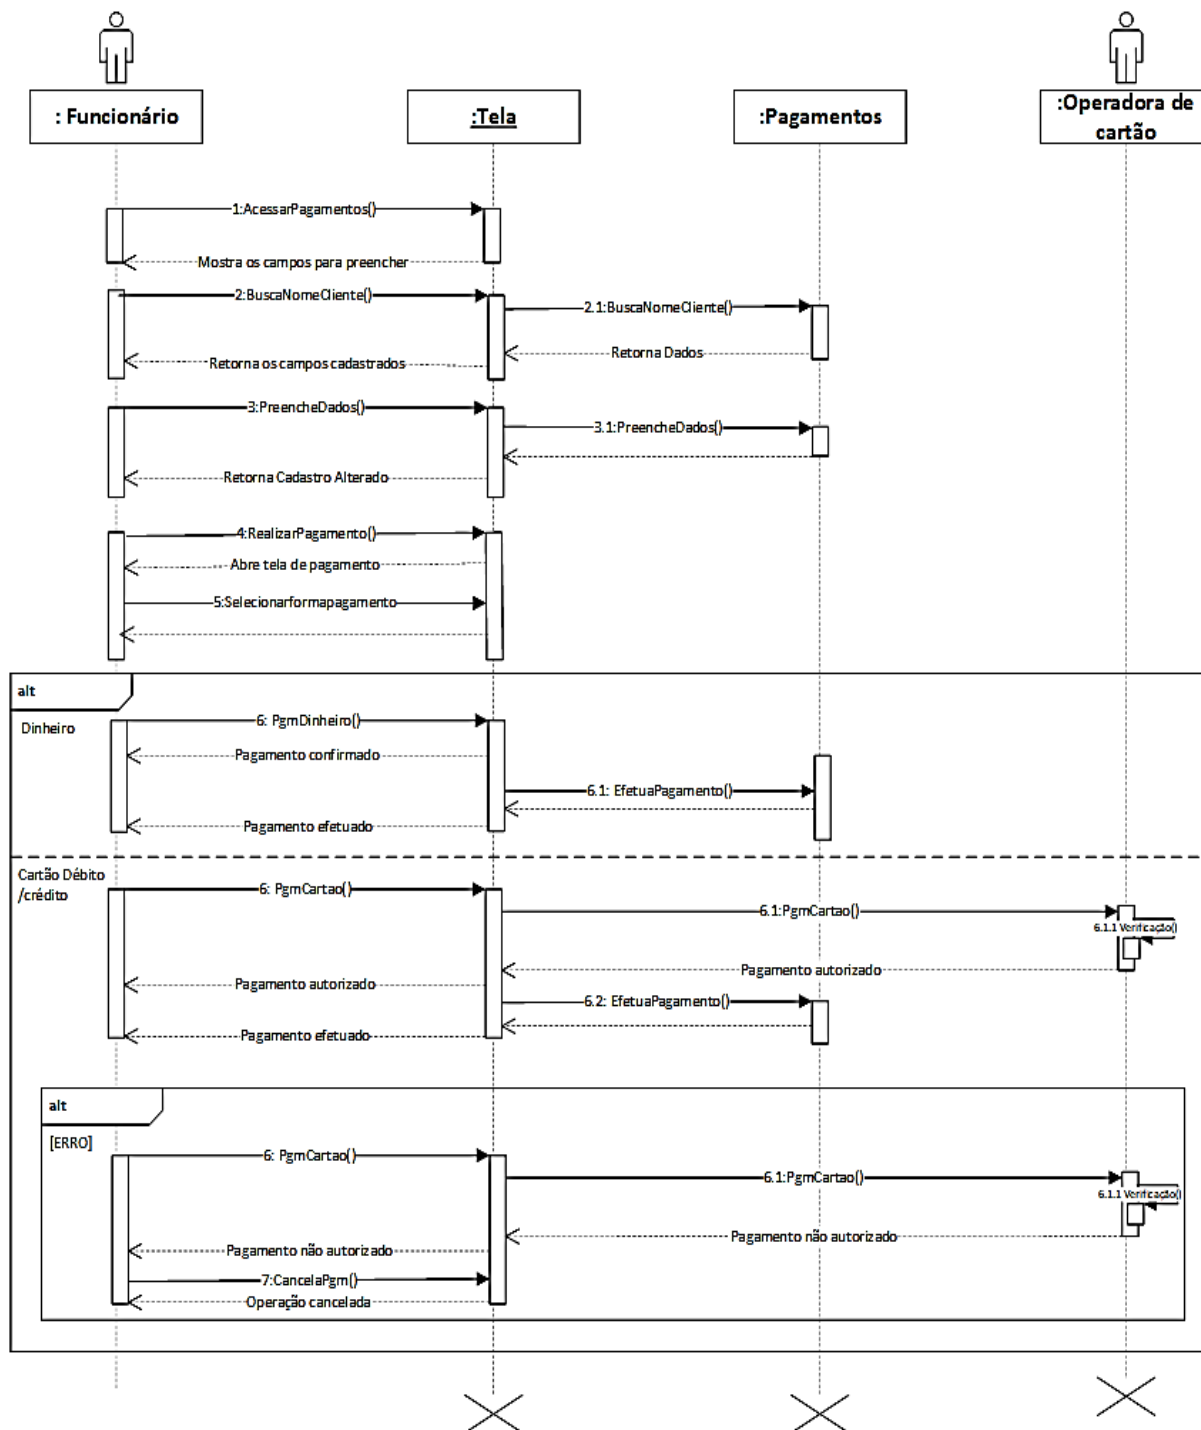 : Funcionário
:Tela
:Pagamentos
:Operadora de
cartão
1:AcessarPagamentos()
Mostra os campos para preencher
2:BuscaNomeCliente()
2.1:BuscaNomeCliente()
Retorna Dados
Retorna os campos cadastrados
3:PreencheDados()
3.1:PreencheDados()
Retorna Cadastro Alterado
4:RealizarPagamento()
Abre tela de pagamento
5:Selecionarformapagamento
alt
Dinheiro
6: PgmDinheiro()
Pagamento confirmado
6.1: EfetuaPagamento()
Pagamento efetuado
Cartão Débito
/crédito
6: PgmCartao()
6.1:PgmCartao()
6.1.1 Verificação()
Pagamento autorizado
Pagamento autorizado
6.2: EfetuaPagamento()
Pagamento efetuado
alt
[ERRO]
6: PgmCartao()
6.1:PgmCartao()
6.1.1 Verificação()
Pagamento não autorizado
Pagamento não autorizado
7:CancelaPgm()
Operação cancelada